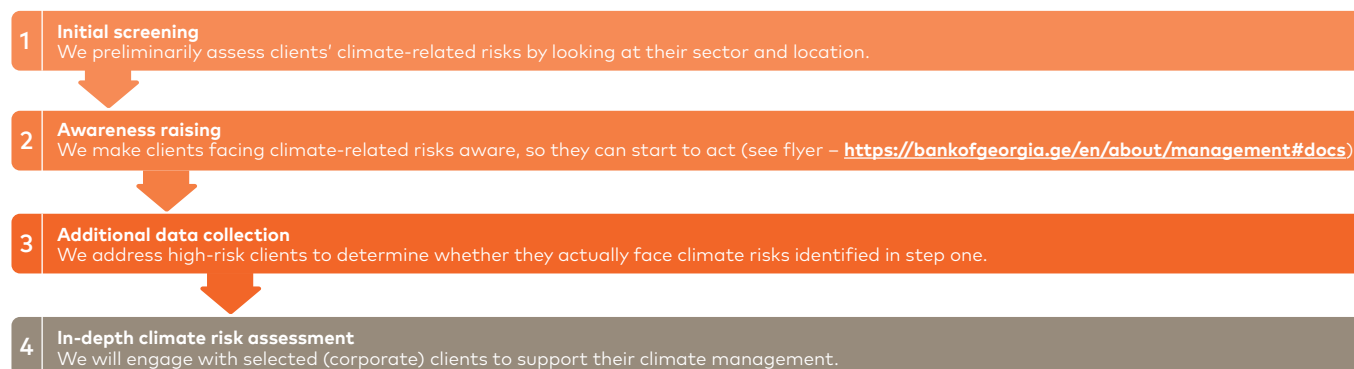 1
Initial screening
We preliminarily assess clients' climate-related risks by looking at their sector and location.
2
Awareness raising
We make clients facing climate-related risks aware, so they can start to act (see flyer – https://bankofgeorgia.ge/en/about/management#docs)
3
Additional data collection
We address high-risk clients to determine whether they actually face climate risks identified in step one.
4
In-depth climate risk assessment
We will engage with selected (corporate) clients to support their climate management.